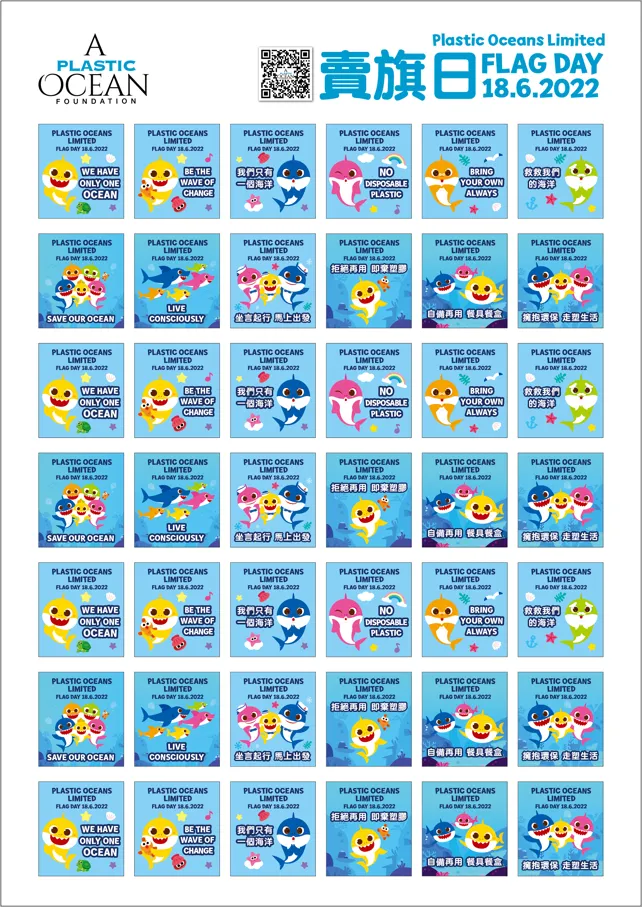 A
PLASTIC
OCEAN
FOUNDATION
賣旗日
Plastic Oceans Limited
FLAG DAY
18.6.2022
PLASTIC OCEANS
LIMITED
FLAG DAY 18.6.2022
WE HAVE
ONLY ONE
OCEAN
PLASTIC OCEANS
LIMITED
FLAG DAY 18.6.2022
BE THE
WAVE OF
CHANGE
PLASTIC OCEANS
LIMITED
FLAG DAY 18.6.2022
我們只有
一個海洋
PLASTIC OCEANS
LIMITED
FLAG DAY 18.6.2022
NO
DISPOSABLE
PLASTIC
PLASTIC OCEANS
LIMITED
FLAG DAY 18.6.2022
BRING
YOUR OWN
ALWAYS
PLASTIC OCEANS
LIMITED
FLAG DAY 18.6.2022
救救我們
的海洋
PLASTIC OCEANS
LIMITED
FLAG DAY 18.6.2022
SAVE OUR OCEAN
PLASTIC OCEANS
LIMITED
FLAG DAY 18.6.2022
LIVE
CONSCIOUSLY
PLASTIC OCEANS
LIMITED
FLAG DAY 18.6.2022
坐言起行 馬上出發
PLASTIC OCEANS
LIMITED
FLAG DAY 18.6.2022
拒絕再用 即棄塑膠
PLASTIC OCEANS
LIMITED
FLAG DAY 18.6.2022
自備再用 餐具餐盒
PLASTIC OCEANS
LIMITED
FLAG DAY 18.6.2022
擁抱環保 走塑生活
PLASTIC OCEANS
LIMITED
FLAG DAY 18.6.2022
WE HAVE
ONLY ONE
OCEAN
PLASTIC OCEANS
LIMITED
FLAG DAY 18.6.2022
BE THE
WAVE OF
CHANGE
PLASTIC OCEANS
LIMITED
FLAG DAY 18.6.2022
我們只有
一個海洋
PLASTIC OCEANS
LIMITED
FLAG DAY 18.6.2022
NO
DISPOSABLE
PLASTIC
PLASTIC OCEANS
LIMITED
FLAG DAY 18.6.2022
BRING
YOUR OWN
ALWAYS
PLASTIC OCEANS
LIMITED
FLAG DAY 18.6.2022
救救我們
的海洋
PLASTIC OCEANS
LIMITED
FLAG DAY 18.6.2022
SAVE OUR OCEAN
PLASTIC OCEANS
LIMITED
FLAG DAY 18.6.2022
LIVE
CONSCIOUSLY
PLASTIC OCEANS
LIMITED
FLAG DAY 18.6.2022
坐言起行 馬上出發
PLASTIC OCEANS
LIMITED
FLAG DAY 18.6.2022
拒絕再用 即棄塑膠
PLASTIC OCEANS
LIMITED
FLAG DAY 18.6.2022
自備再用 餐具餐盒
PLASTIC OCEANS
LIMITED
FLAG DAY 18.6.2022
擁抱環保 走塑生活
PLASTIC OCEANS
LIMITED
FLAG DAY 18.6.2022
WE HAVE
ONLY ONE
OCEAN
PLASTIC OCEANS
LIMITED
FLAG DAY 18.6.2022
BE THE
WAVE OF
CHANGE
PLASTIC OCEANS
LIMITED
FLAG DAY 18.6.2022
我們只有
一個海洋
PLASTIC OCEANS
LIMITED
FLAG DAY 18.6.2022
NO
DISPOSABLE
PLASTIC
PLASTIC OCEANS
LIMITED
FLAG DAY 18.6.2022
BRING
YOUR OWN
ALWAYS
PLASTIC OCEANS
LIMITED
FLAG DAY 18.6.2022
救救我們
的海洋
PLASTIC OCEANS
LIMITED
FLAG DAY 18.6.2022
SAVE OUR OCEAN
PLASTIC OCEANS
LIMITED
FLAG DAY 18.6.2022
LIVE
CONSCIOUSLY
PLASTIC OCEANS
LIMITED
FLAG DAY 18.6.2022
坐言起行 馬上出發
PLASTIC OCEANS
LIMITED
FLAG DAY 18.6.2022
拒絕再用 即棄塑膠
PLASTIC OCEANS
LIMITED
FLAG DAY 18.6.2022
自備再用 餐具餐盒
PLASTIC OCEANS
LIMITED
FLAG DAY 18.6.2022
擁抱環保 走塑生活
PLASTIC OCEANS
LIMITED
FLAG DAY 18.6.2022
WE HAVE
ONLY ONE
OCEAN
PLASTIC OCEANS
LIMITED
FLAG DAY 18.6.2022
BE THE
WAVE OF
CHANGE
PLASTIC OCEANS
LIMITED
FLAG DAY 18.6.2022
我們只有
一個海洋
PLASTIC OCEANS
LIMITED
FLAG DAY 18.6.2022
拒絕再用 即棄塑膠
PLASTIC OCEANS
LIMITED
FLAG DAY 18.6.2022
自備再用 餐具餐盒
PLASTIC OCEANS
LIMITED
FLAG DAY 18.6.2022
擁抱環保 走塑生活